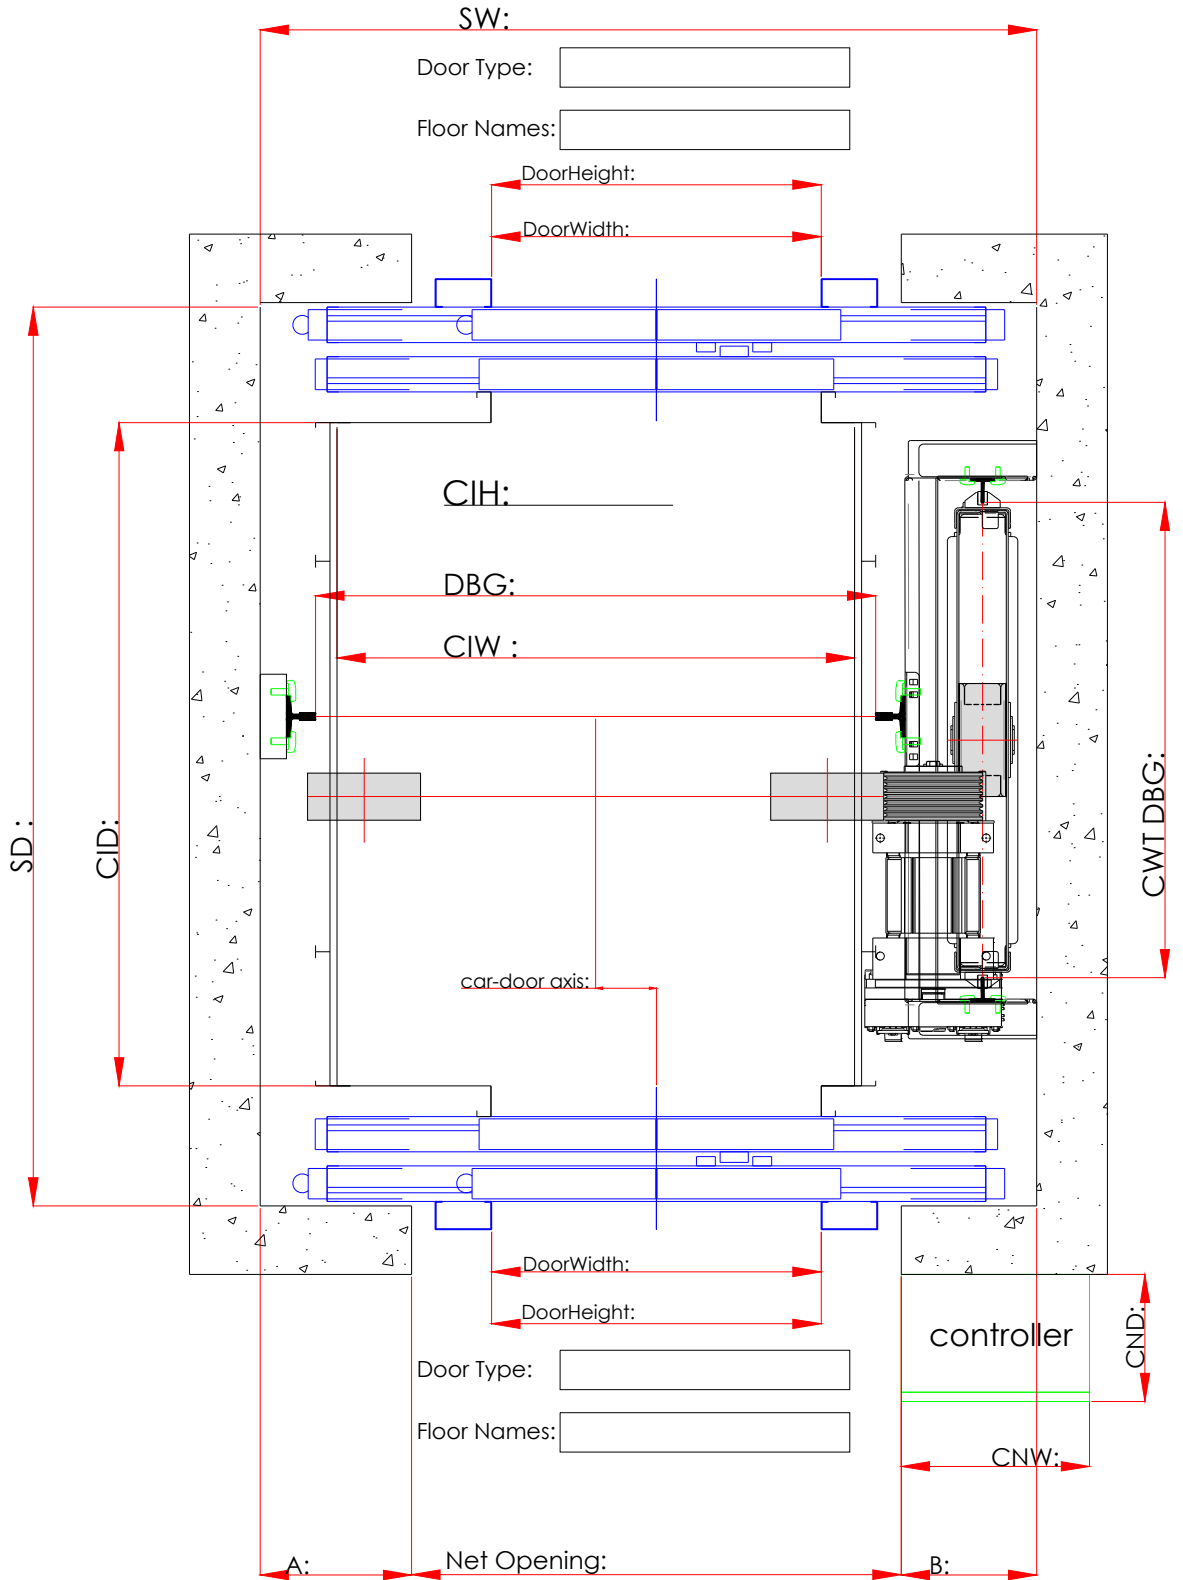 SW:
Door Type:
Floor Names:
DoorHeight:
DoorWidth:
CIH:
DBG:
CIW :
SD :
CID:
CWT DBG:
car-door axis:
DoorWidth:
DoorHeight:
controller
CND:
Door Type:
Floor Names:
CNW:
A:
Net Opening:
B: